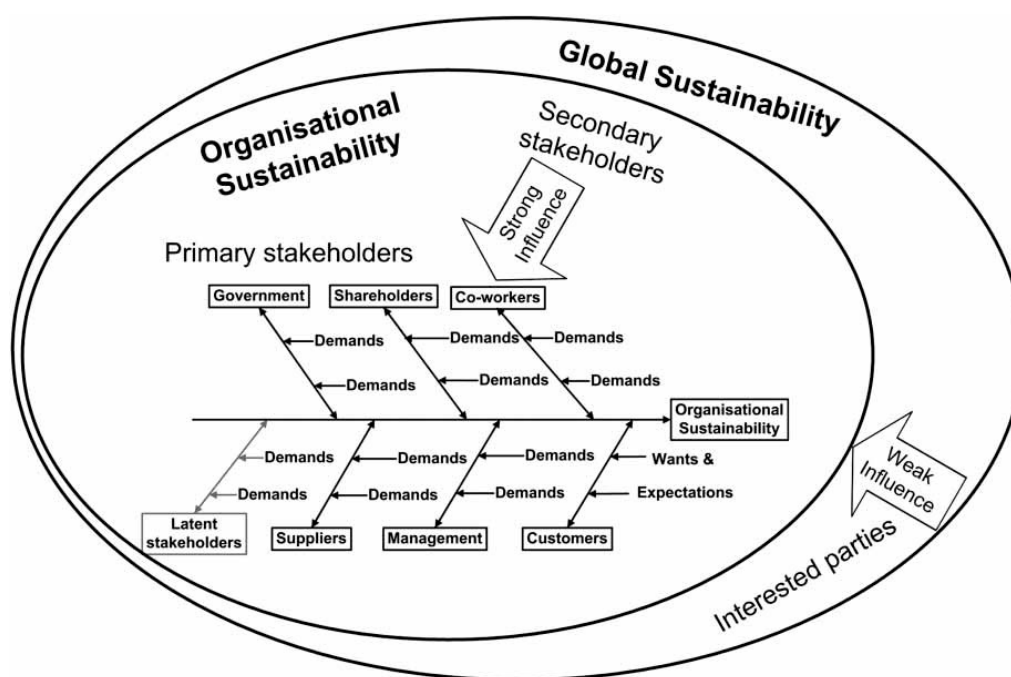 Global Sustainability
Organisational
Sustainability
Secondary
stakeholders
Strong
Influence
Primary stakeholders
Government
Shareholders
Co-workers
Demands
Demands
Demands
Demands
Demands
Demands
Organisational
Sustainability
Demands
Demands
Demands
Wants &
Demands
Demands
Demands
Expectations
Latent
stakeholders
Suppliers
Management
Customers
Weak
Influence
Interested parties